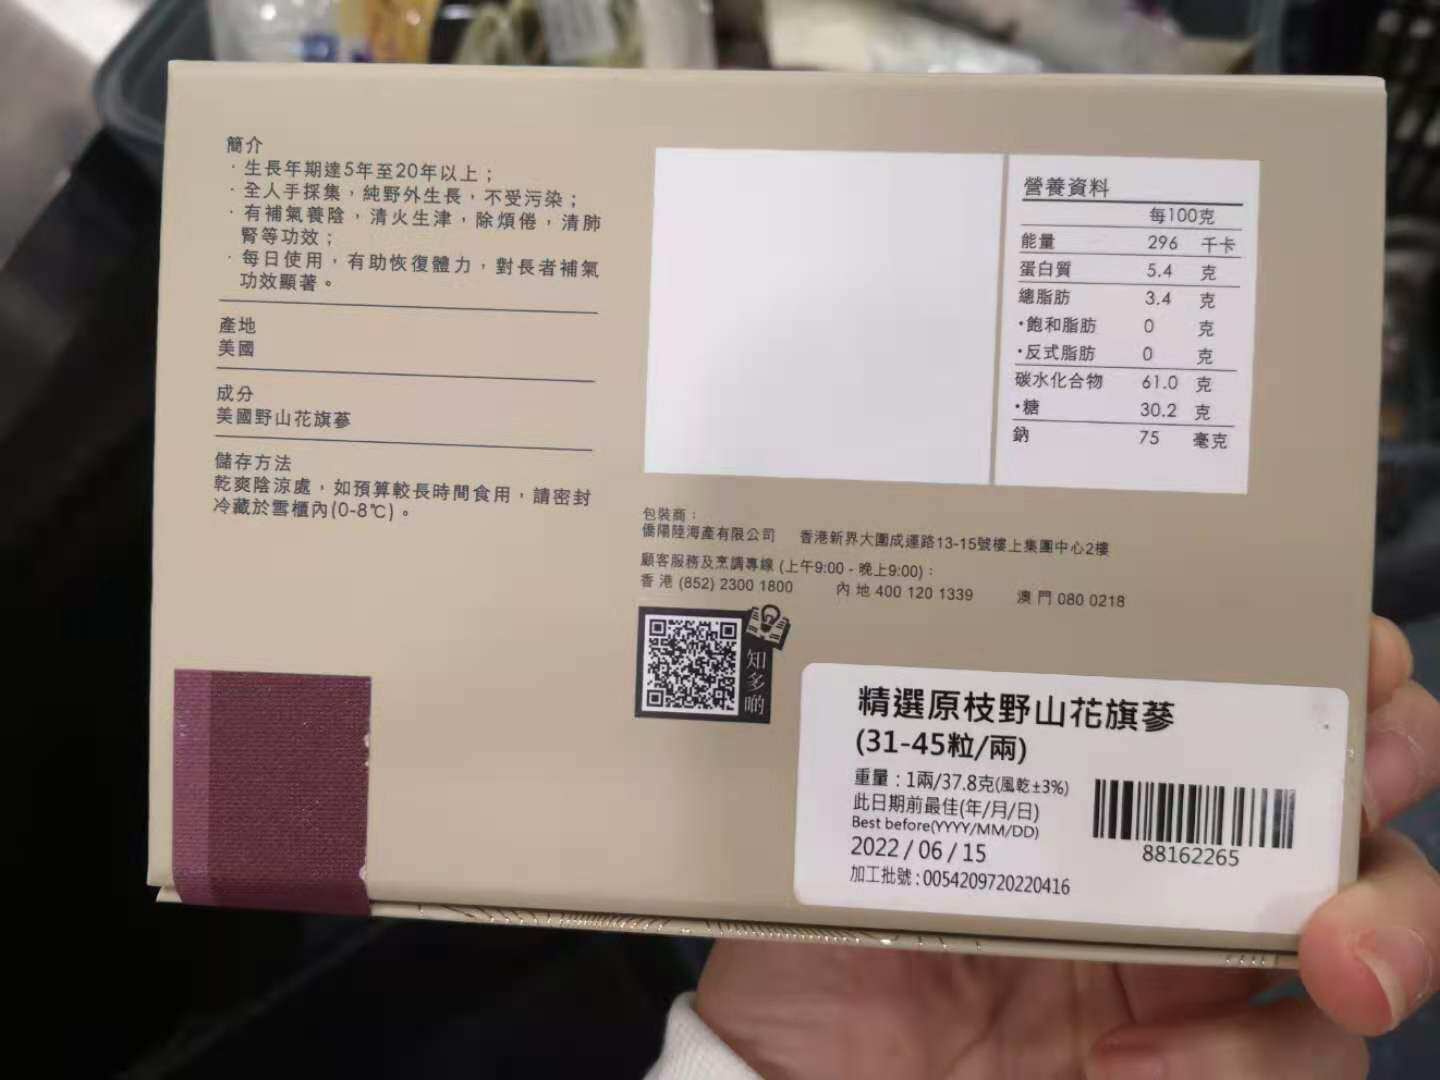 簡介
·生長年期達5年至20年以上；
·全人手採集，純野外生長，不受污染；
·有補氣養陰，清火生津，除煩倦，清肺
腎等功效；
·每日使用，有助恢復體力，對長者補氣
功效顯著。
產地
美國
成分
美國野山花旗蔘
儲存方法
乾爽陰涼處，如預算較長時間食用，請密封
冷藏於雪櫃內(0-8℃)。
營養資料
每100克
能量 296 千卡
蛋白質 5.4 克
總脂肪 3.4 克
·飽和脂肪 0 克
·反式脂肪 0 克
碳水化合物 61.0 克
·糖 30.2 克
鈉 75 毫克
包裝商：
僑陽陸海產有限公司 香港新界大圍成運路13-15號樓上集團中心2樓
顧客服務及烹調專線 (上午9:00 - 晚上9:00)：
香港 (852) 2300 1800 內地 400 120 1339 澳門 080 0218
知多啲
精選原枝野山花旗蔘
(31-45粒/兩)
重量：1兩/37.8克(風乾±3%)
此日期前最佳(年/月/日)
Best before(YYYY/MM/DD)
2022 / 06 / 15
加工批號：0054209720220416
88162265